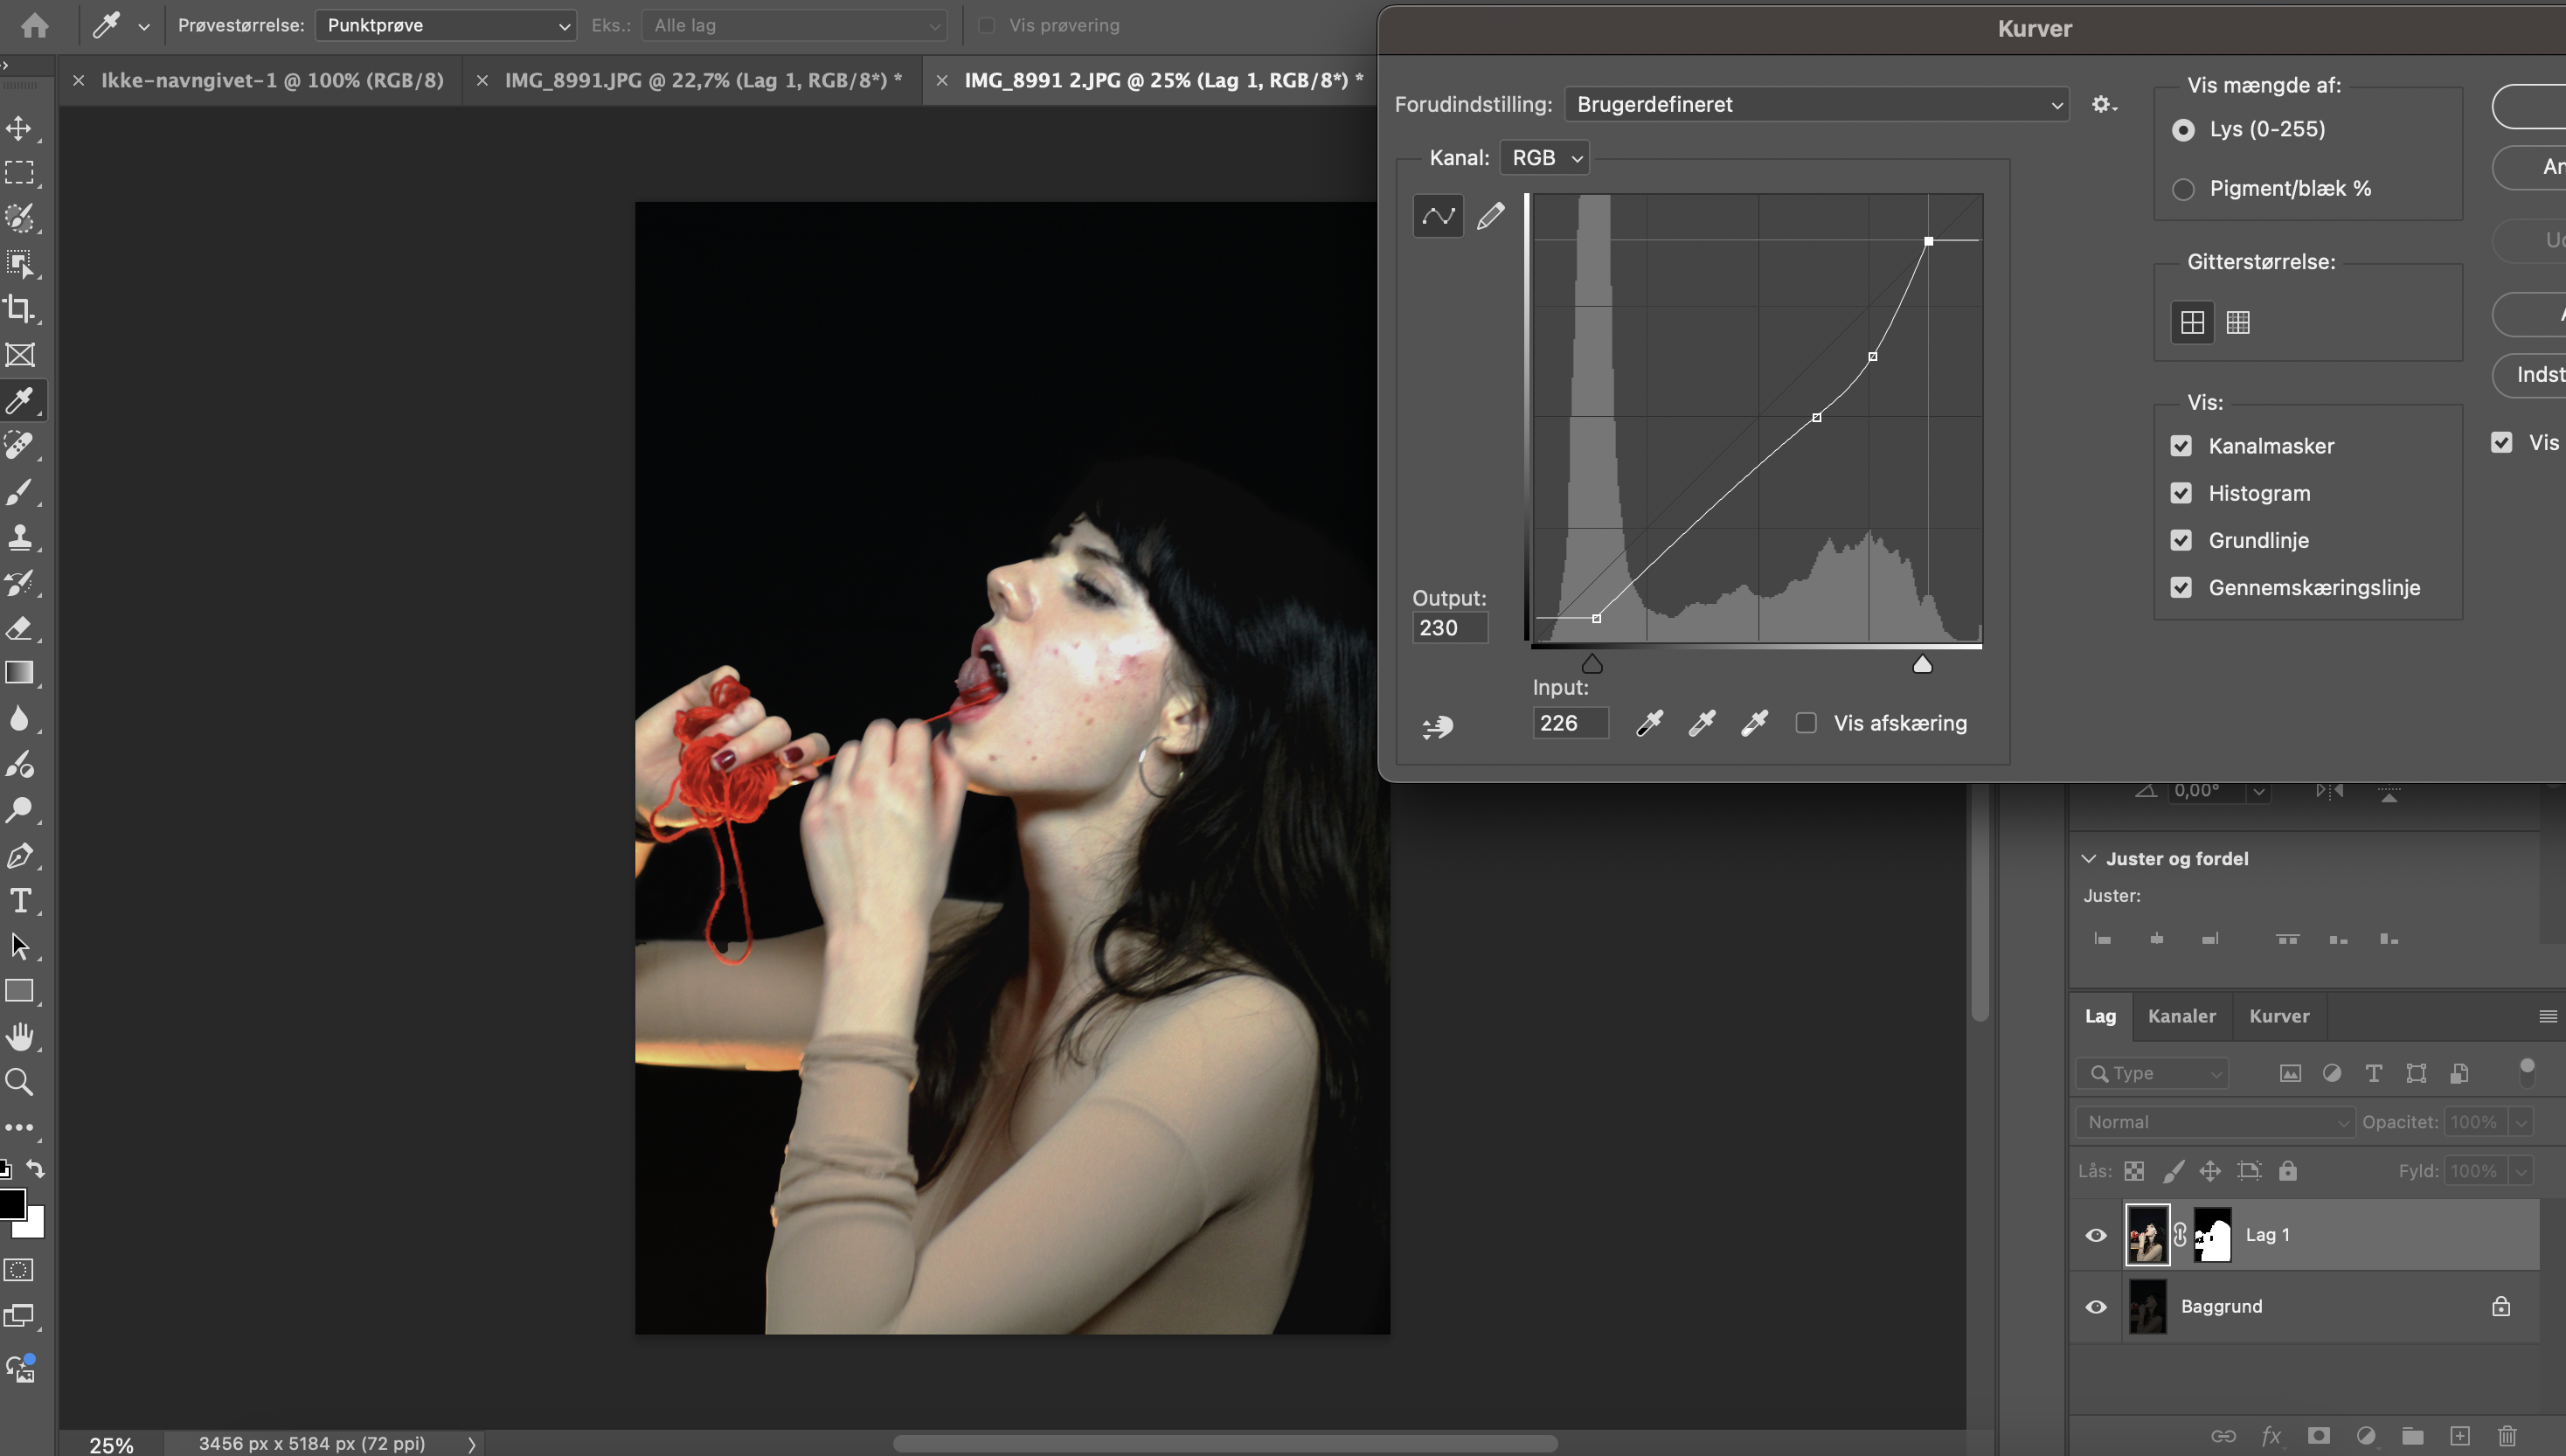 Prøvestørrelse: Punktprøve Eks.: Alle lag Vis prøvering
Kurver
× Ikke-navngivet-1 @ 100% (RGB/8) × IMG_8991.JPG @ 22,7% (Lag 1, RGB/8*) * × IMG_8991 2.JPG @ 25% (Lag 1, RGB/8*) *
Forudindstilling: Brugerdefineret
Kanal: RGB
Output:
230
Input:
226
Vis afskæring
Vis mængde af:
Lys (0-255)
Pigment/blæk %
Gitterstørrelse:
Vis:
Kanalmasker
Histogram
Grundlinje
Gennemskæringslinje
Vis
0,00°
Juster og fordel
Juster:
Lag Kanaler Kurver
Type
Normal Opacitet: 100%
Lås: Fyld: 100%
Lag 1
Baggrund
fx
25% 3456 px x 5184 px (72 ppi)